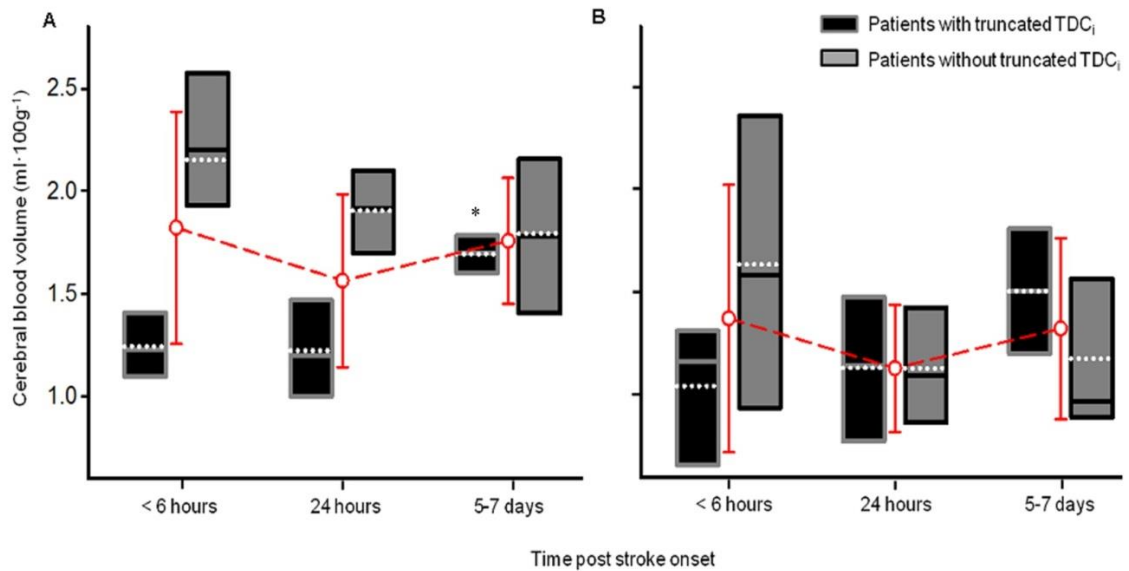 A
B
Patients with truncated TDCi
Patients without truncated TDCi
Cerebral blood volume (ml·100g-1)
2.5
2.0
1.5
1.0
*
< 6 hours
24 hours
5-7 days
< 6 hours
24 hours
5-7 days
Time post stroke onset